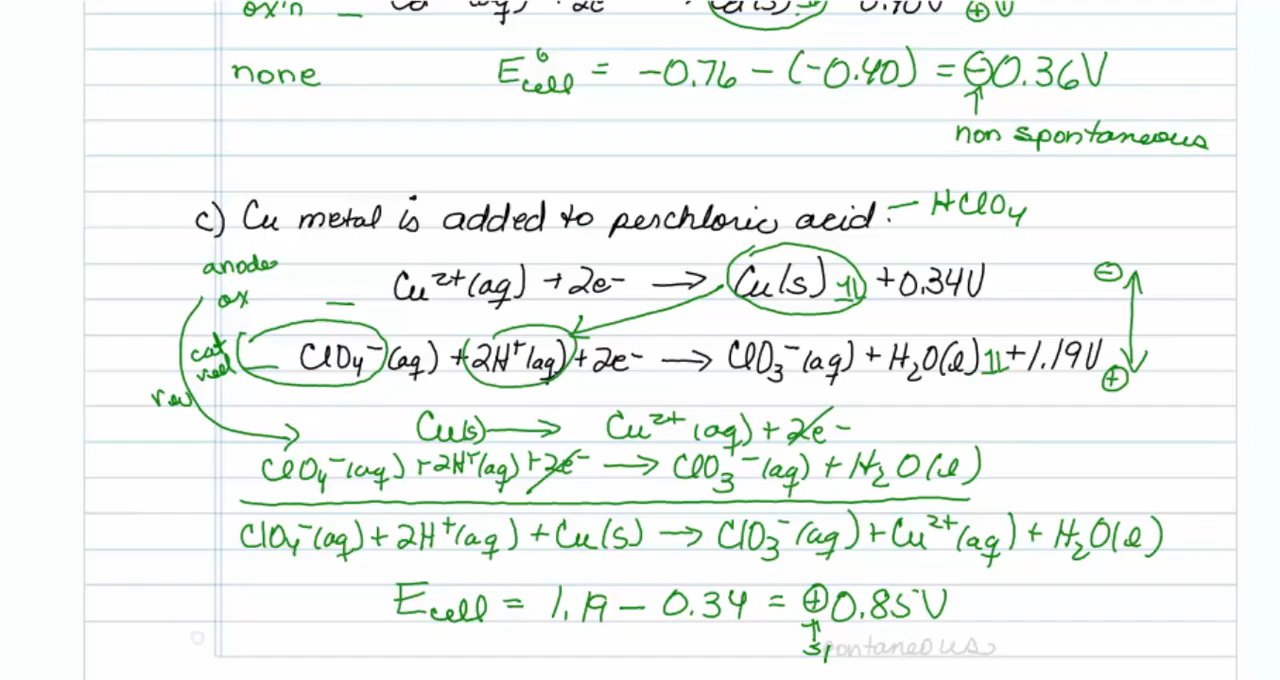 ox'n
none E°cell = -0.76 - (-0.40) = ⊖0.36V
↑
non spontaneous
c) Cu metal is added to perchloric acid. - HClO4
anode
ox Cu²⁺(aq) + 2e⁻ → Cu(s) 1L +0.34V ⊖
cat
red ClO4⁻(aq) + 2H⁺(aq) + 2e⁻ → ClO3⁻(aq) + H2O(l) 1L +1.19V ⊕
rev
Cu(s) → Cu²⁺(aq) + 2e⁻
ClO4⁻(aq) + 2H⁺(aq) + 2e⁻ → ClO3⁻(aq) + H2O(l)
ClO4⁻(aq) + 2H⁺(aq) + Cu(s) → ClO3⁻(aq) + Cu²⁺(aq) + H2O(l)
Ecell = 1.19 - 0.34 = ⊕0.85V
↑
spontaneous